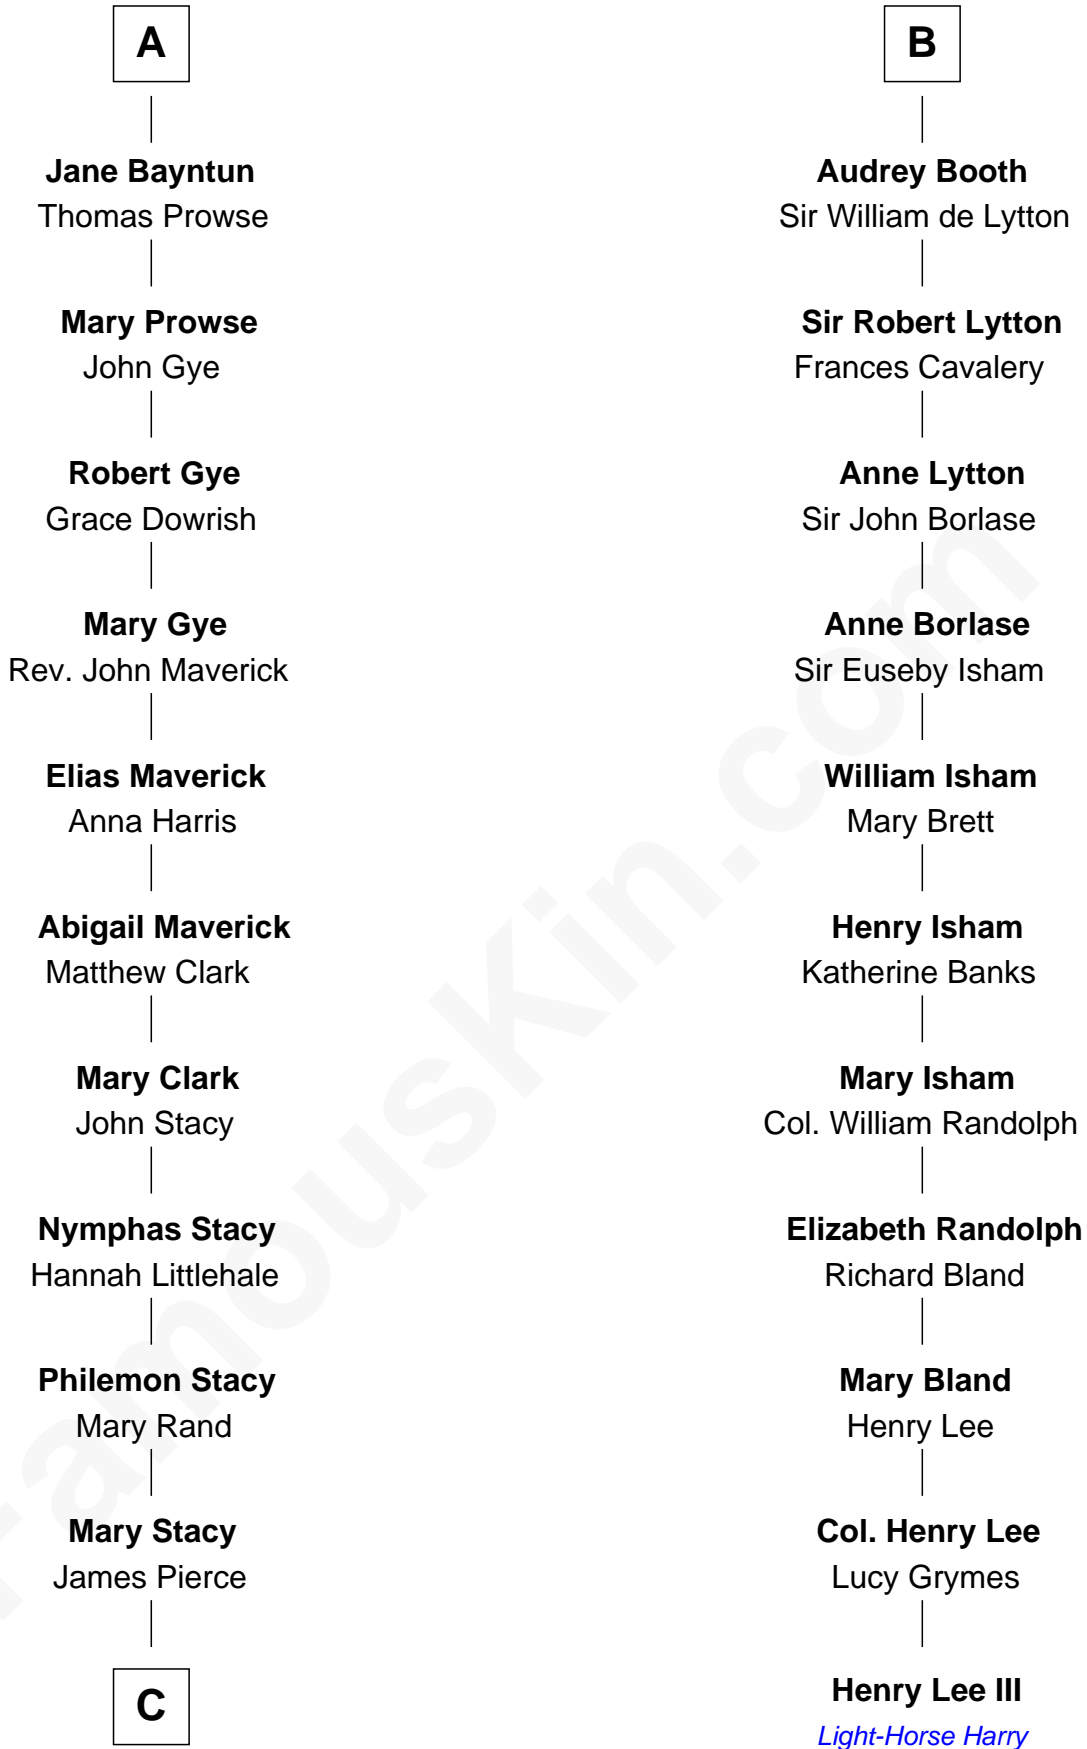 A
Jane Bayntun
Thomas Prowse
Mary Prowse
John Gye
Robert Gye
Grace Dowrish
Mary Gye
Rev. John Maverick
Elias Maverick
Anna Harris
Abigail Maverick
Matthew Clark
Mary Clark
John Stacy
Nymphas Stacy
Hannah Littlehale
Philemon Stacy
Mary Rand
Mary Stacy
James Pierce
C
B
Audrey Booth
Sir William de Lytton
Sir Robert Lytton
Frances Cavalery
Anne Lytton
Sir John Borlase
Anne Borlase
Sir Euseby Isham
William Isham
Mary Brett
Henry Isham
Katherine Banks
Mary Isham
Col. William Randolph
Elizabeth Randolph
Richard Bland
Mary Bland
Henry Lee
Col. Henry Lee
Lucy Grymes
Henry Lee III
Light-Horse Harry
FamousKin.com